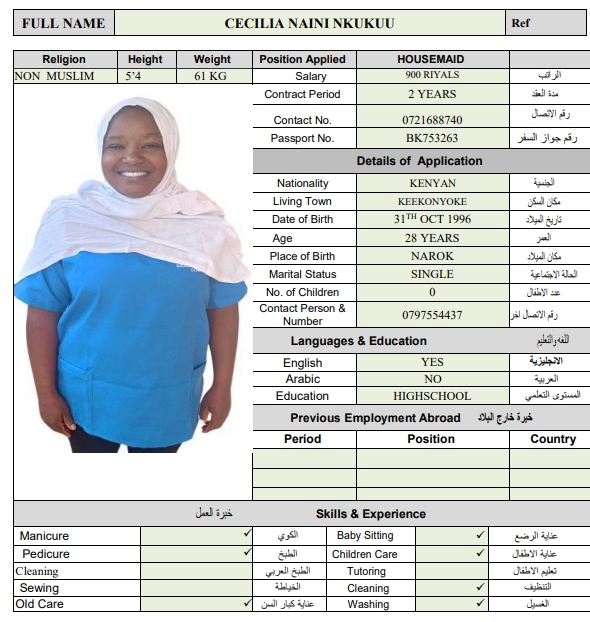 FULL NAME CECILIA NAINI NKUKUU Ref
Religion Height Weight Position Applied HOUSEMAID
NON MUSLIM 5’4 61 KG Salary 900 RIYALS الراتب
Contract Period 2 YEARS مدة العقد
Contact No. 0721688740 رقم الاتصال
Passport No. BK753263 رقم جواز السفر
Details of Application
Nationality KENYAN الجنسية
Living Town KEEKONYOKE مكان السكن
Date of Birth 31TH OCT 1996 تاريخ الميلاد
Age 28 YEARS العمر
Place of Birth NAROK مكان الميلاد
Marital Status SINGLE الحالة الاجتماعية
No. of Children 0 عدد الاطفال
Contact Person & Number 0797554437 رقم الاتصال اخر
Languages & Education اللغه والتعليم
English YES الانجليزية
Arabic NO العربية
Education HIGHSCHOOL المستوى التعلمي
Previous Employment Abroad خبرة خارج البلاد
Period Position Country
خبرة العمل Skills & Experience
Manicure ✓ الكوي Baby Sitting ✓ عناية الرضع
Pedicure ✓ الطبخ Children Care ✓ عناية الاطفال
Cleaning الطبخ العربي Tutoring تعليم الاطفال
Sewing الخياطة Cleaning ✓ التنظيف
Old Care ✓ عناية كبار السن Washing ✓ الغسيل